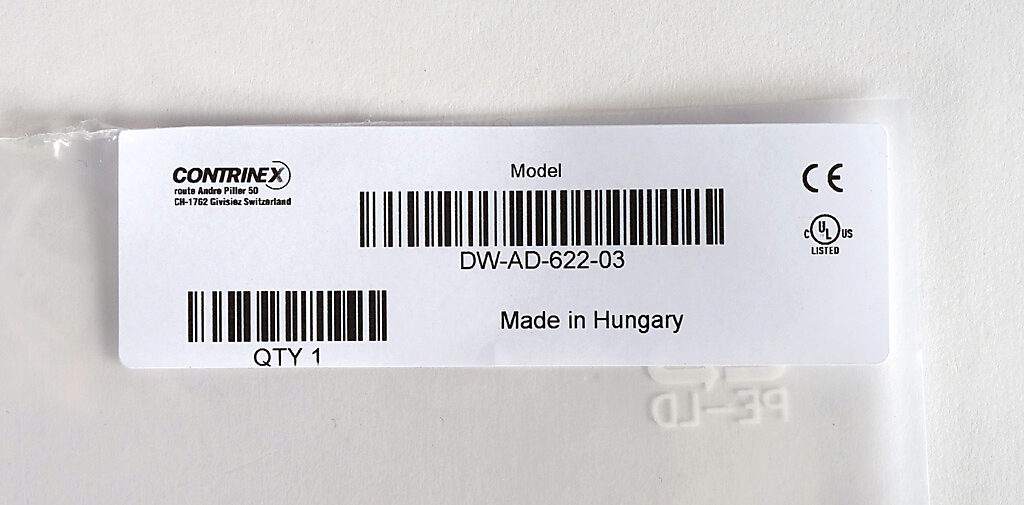 CONTRINEX
route André Piller 50
CH-1762 Givisiez Switzerland
Model
DW-AD-622-03
CE
C UL US
LISTED
QTY 1
Made in Hungary
PE-LD